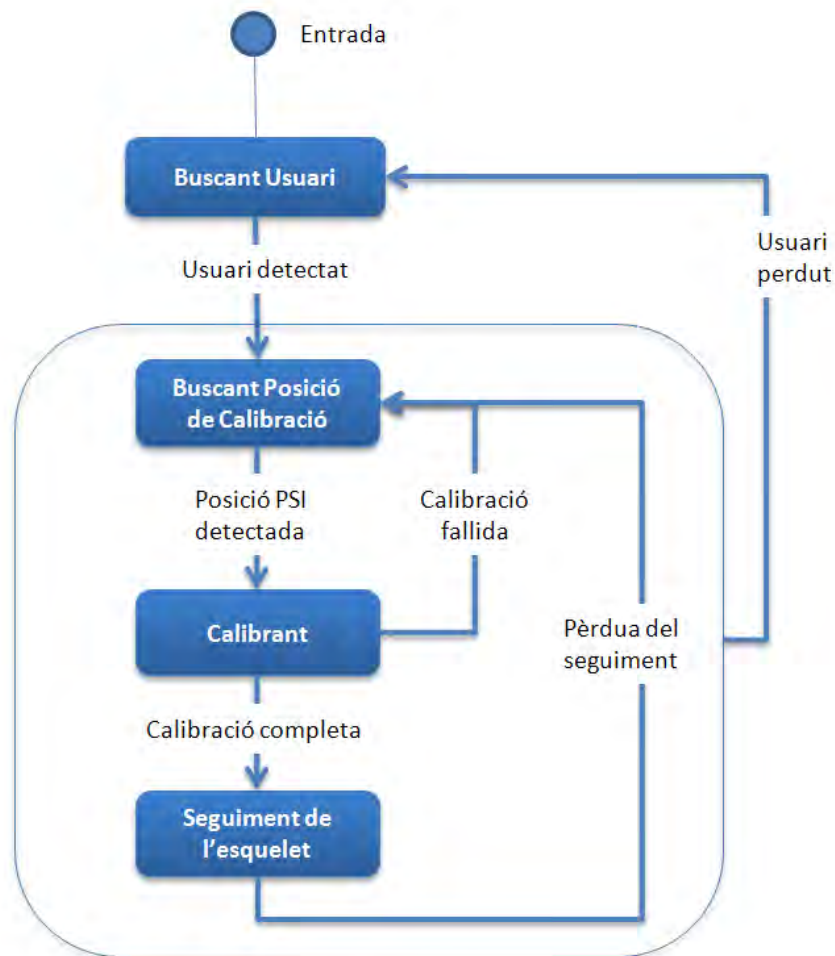 Entrada
Buscant Usuari
Usuari detectat
Usuari
perdut
Buscant Posició
de Calibració
Posició PSI
detectada
Calibració
fallida
Calibrant
Pèrdua del
seguiment
Calibració completa
Seguiment de
l’esquelet